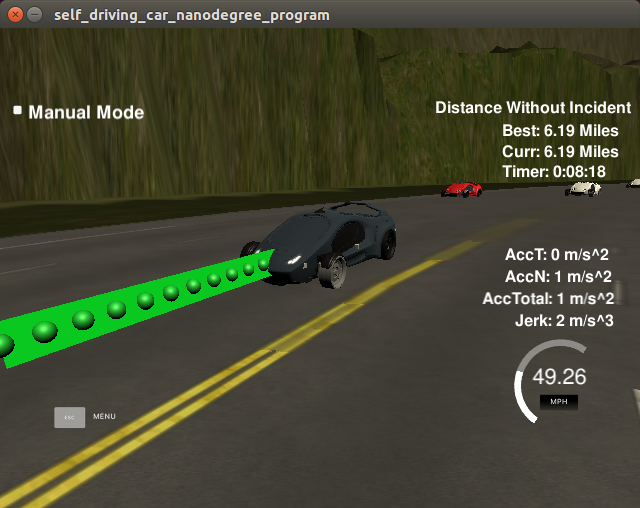 self_driving_car_nanodegree_program
Manual Mode
Distance Without Incident
Best: 6.19 Miles
Curr: 6.19 Miles
Timer: 0:08:18
AccT: 0 m/s^2
AccN: 1 m/s^2
AccTotal: 1 m/s^2
Jerk: 2 m/s^3
49.26
MPH
ESC MENU